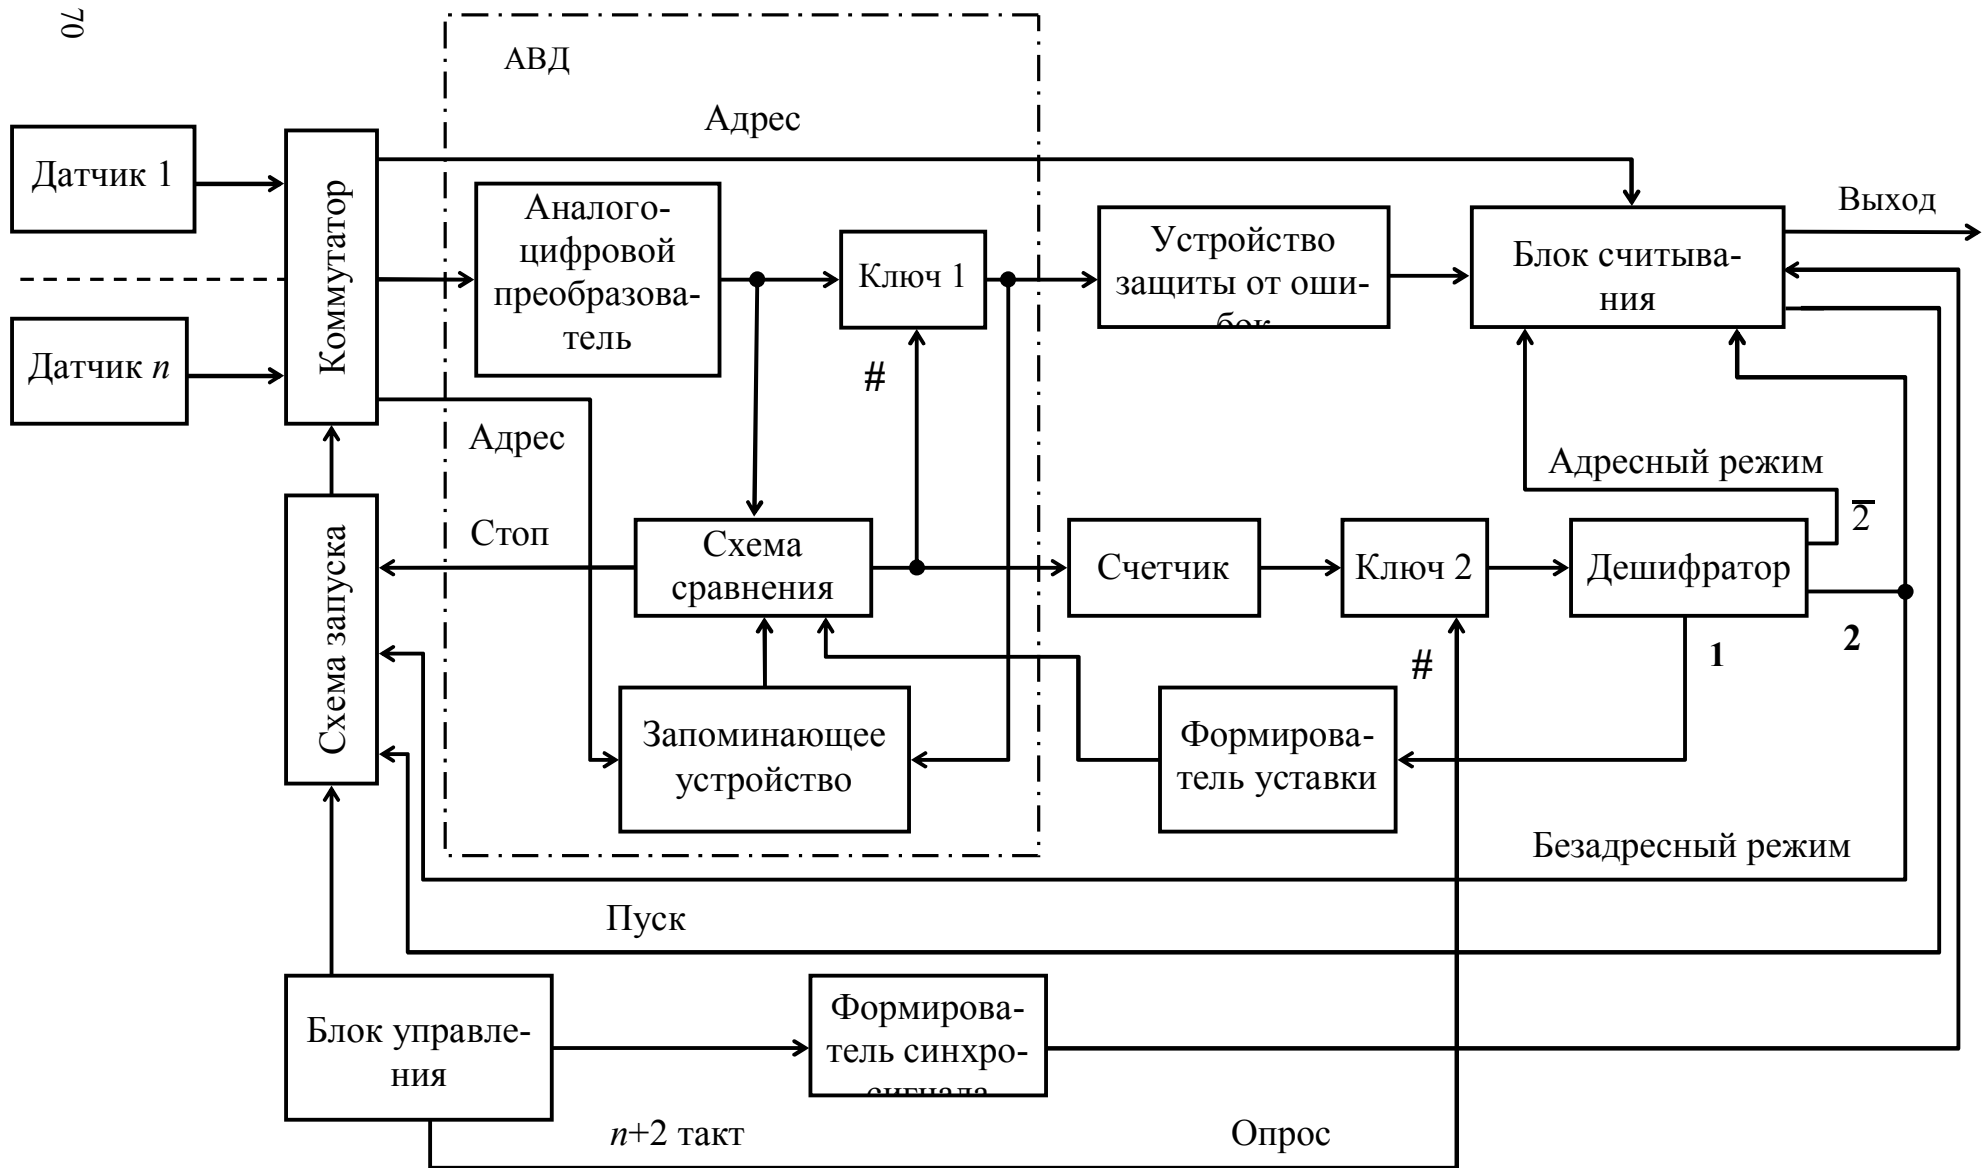 70
АВД
Адрес
Датчик 1
Коммутатор
Аналого-
цифровой
преобразова-
тель
Ключ 1
Устройство
защиты от оши-
бок
Блок считыва-
ния
Выход
Датчик n
#
Адрес
Адресный режим
2
Стоп
Схема запуска
Схема
сравнения
Счетчик
Ключ 2
Дешифратор
#
1
2
Запоминающее
устройство
Формирова-
тель уставки
Безадресный режим
Пуск
Блок управле-
ния
Формирова-
тель синхро-
сигнала
n+2 такт
Опрос